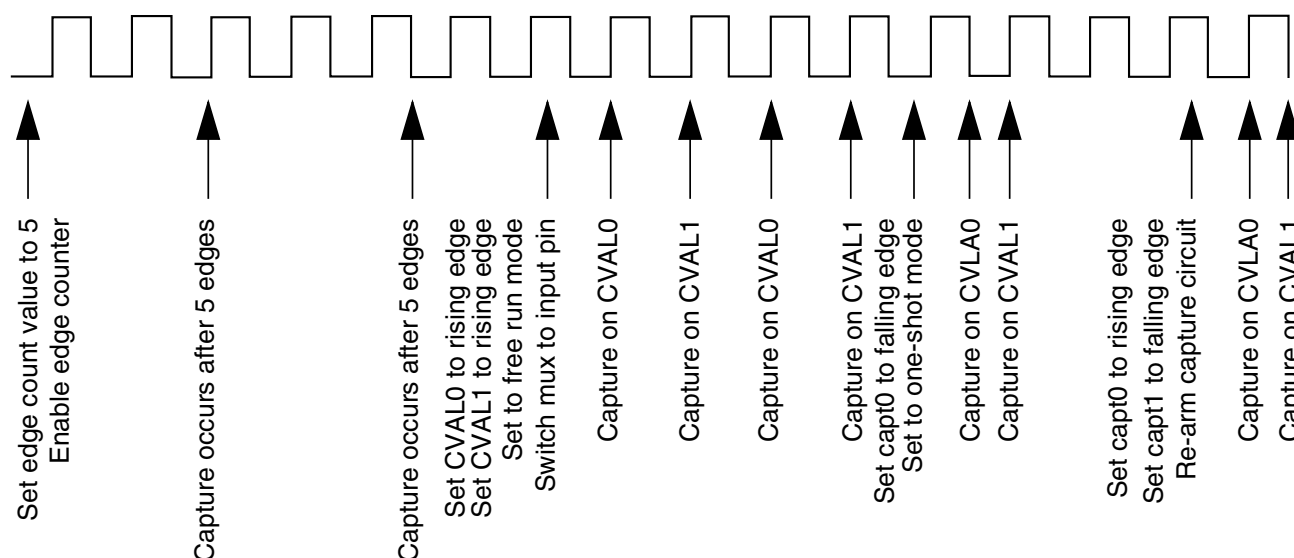 Set edge count value to 5
Enable edge counter
Capture occurs after 5 edges
Capture occurs after 5 edges
Set CVAL0 to rising edge
Set CVAL1 to rising edge
Set to free run mode
Switch mux to input pin
Capture on CVAL0
Capture on CVAL1
Capture on CVAL0
Capture on CVAL1
Set capt0 to falling edge
Set to one-shot mode
Capture on CVLA0
Capture on CVAL1
Set capt0 to rising edge
Set capt1 to falling edge
Re-arm capture circuit
Capture on CVLA0
Capture on CVAL1